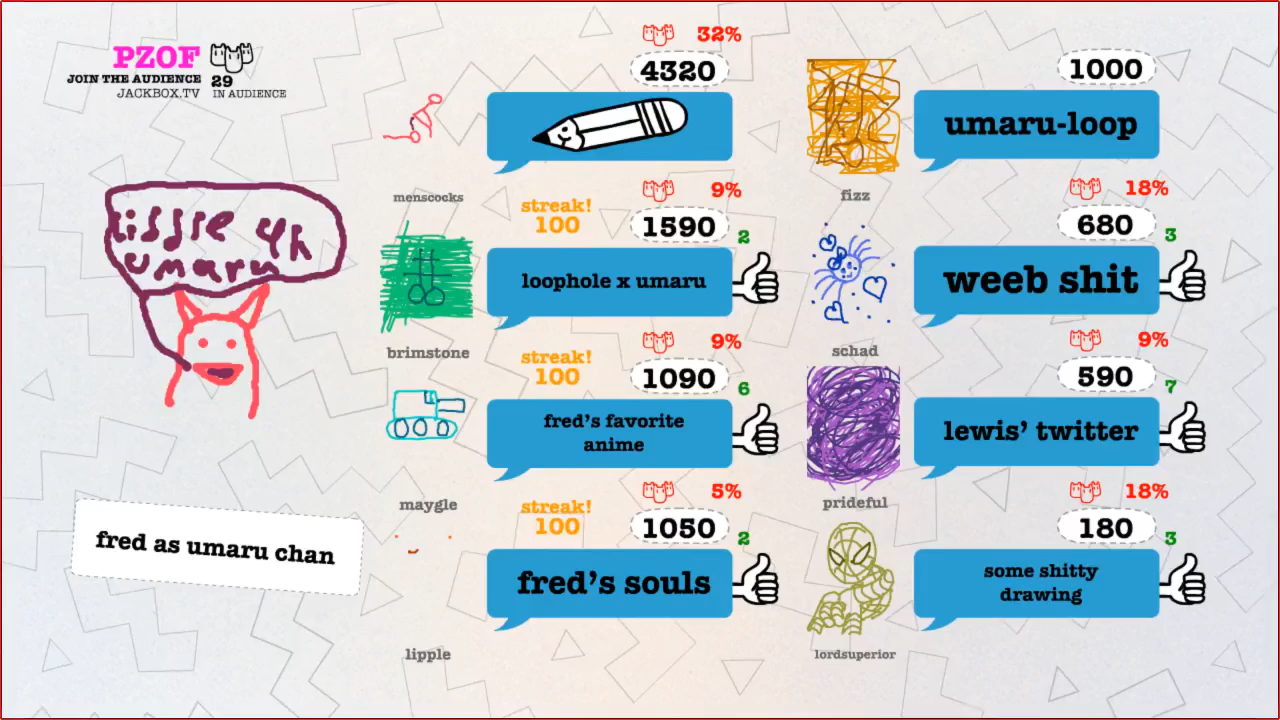 PZOF
JOIN THE AUDIENCE
JACKBOX.TV
29
IN AUDIENCE
umaru
fred as umaru chan
32%
4320
menscocks
9%
streak!
100
1590
2
loophole x umaru
brimstone
9%
streak!
100
1090
6
fred's favorite
anime
maygle
5%
streak!
100
1050
2
fred's souls
lipple
1000
umaru-loop
fizz
18%
680
3
weeb shit
schad
9%
590
7
lewis' twitter
prideful
18%
180
3
some shitty
drawing
lordsuperior